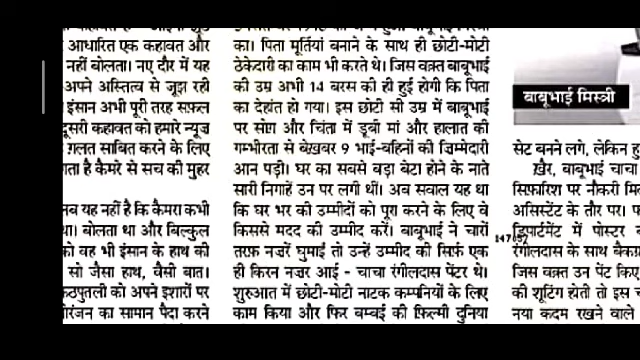 आधारित एक कहावत और
नहीं बोलता। नए दौर में यह
अपने अस्तित्व से जूझ रही
इंसान अभी पूरी तरह सफ़ल
दूसरी कहावत को हमारे न्यूज
ग़लत साबित करने के लिए
है कैमरे से सच की मुहर
यह नहीं है कि कैमरा कभी
बोलता था और बिल्कुल
को वह भी इंसान के हाथ की
सो जैसा हाथ, वैसी बात।
कठपुतली को अपने इशारों पर
का सामान पैदा करने
का। पिता मूर्तियां बनाने के साथ ही छोटी-मोटी
ठेकेदारी का काम भी करते थे। जिस वक़्त बाबूभाई
की उम्र अभी 14 बरस की ही हुई होगी कि पिता
का देहांत हो गया। इस छोटी सी उम्र में बाबूभाई
पर सोग और चिंता में डूबी मां और हालात की
गम्भीरता से बेख़बर 9 भाई-बहिनों की ज़िम्मेदारी
आन पड़ी। घर का सबसे बड़ा बेटा होने के नाते
सारी निगाहें उन पर लगी थीं। अब सवाल यह था
कि घर भर की उम्मीदों को पूरा करने के लिए वे
किससे मदद की उम्मीद करें। बाबूभाई ने चारों
तरफ़ नज़र घुमाई तो उन्हें उम्मीद की सिर्फ़ एक
ही किरन नज़र आई - चाचा रंगीलदास पेंटर थे।
शुरुआत में छोटी-मोटी नाटक कम्पनियों के लिए
काम किया और फिर बम्बई की फ़िल्मी दुनिया
बाबूभाई मिस्त्री
सेट बनने लगे, लेकिन
ख़ैर, बाबूभाई चाचा
सिफ़ारिश पर नौकरी
असिस्टेंट के तौर पर।
डिपार्टमेंट में पोस्टर
रंगीलदास के साथ
जिस वक़्त उन पेंट किए
की शूटिंग होती तो इस
नया कदम रखने वाले